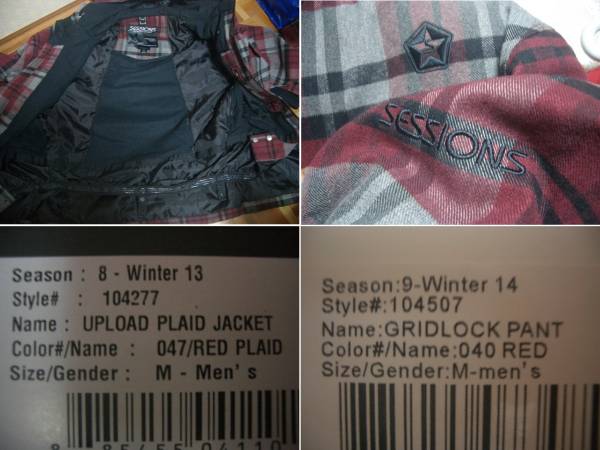 SESSIONS
SESSIONS
Season : 8 - Winter 13
Style# : 104277
Name : UPLOAD PLAID JACKET
Color#/Name : 047/RED PLAID
Size/Gender : M - Men's
Season:9-Winter 14
Style#:104507
Name:GRIDLOCK PANT
Color#/Name:040 RED
Size/Gender:M-men's